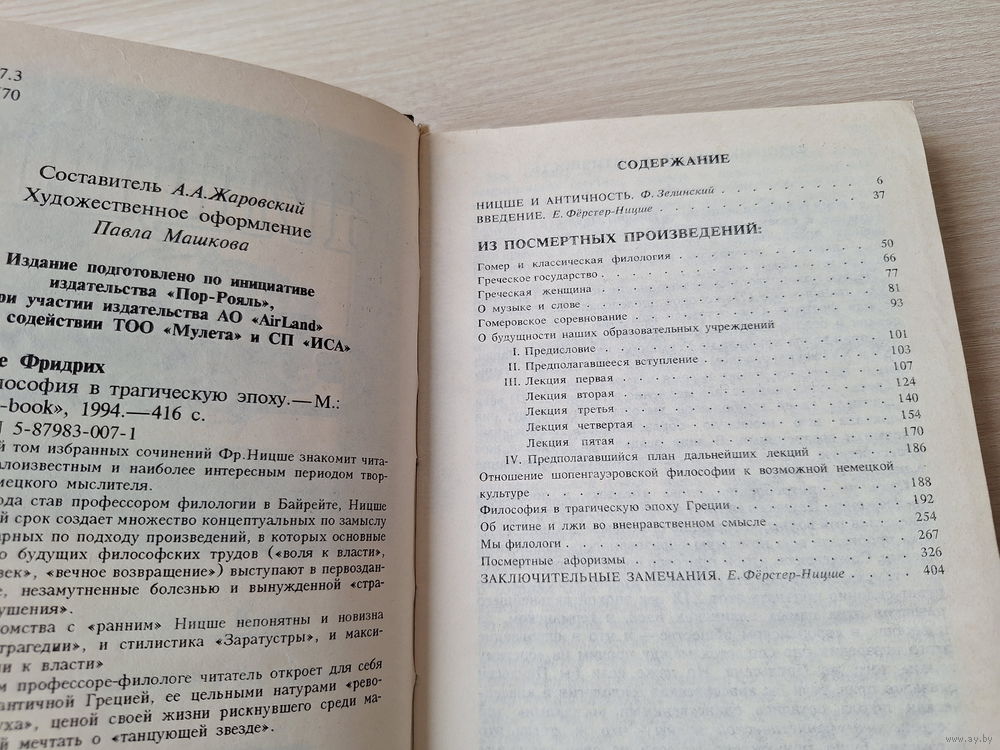 7.3
70
Составитель А.А.Жаровский
Художественное оформление
Павла Машкова
Издание подготовлено по инициативе
издательства «Пор-Рояль»,
при участии издательства АО «AirLand»
содействии ТОО «Мулета» и СП «ИСА»
Фридрих
в трагическую эпоху.—М.:
-book», 1994.—416 с.
5-87983-007-1
том избранных сочинений Фр.Ницше знакомит чита-
алоизвестным и наиболее интересным периодом твор-
мецкого мыслителя.
став профессором филологии в Байрейте, Ницше
й срок создает множество концептуальных по замыслу
арных по подходу произведений, в которых основные
о будущих философских трудов («воля к власти»,
век», «вечное возвращение») выступают в первоздан-
незамутненные болезнью и вынужденной «стра-
ушения».
омства с «ранним» Ницше непонятны и новизна
трагедии», и стилистика «Заратустры», и макси-
и к власти»
м профессоре-филологе читатель откроет для себя
античной Грецией, ее цельными натурами «рево-
уха», ценой своей жизни рискнувшего среди ма-
й мечтать о «танцующей звезде».
СОДЕРЖАНИЕ
НИЦШЕ И АНТИЧНОСТЬ. Ф. Зелинский . . . . . . . . 6
ВВЕДЕНИЕ. Е. Фёрстер-Ницше . . . . . . . . 37
ИЗ ПОСМЕРТНЫХ ПРОИЗВЕДЕНИЙ:
Гомер и классическая филология . . . . . . . . 50
Греческое государство . . . . . . . . 66
Греческая женщина . . . . . . . . 77
О музыке и слове . . . . . . . . 81
Гомеровское соревнование . . . . . . . . 93
О будущности наших образовательных учреждений
I. Предисловие . . . . . . . . 101
II. Предполагавшееся вступление . . . . . . . . 103
III. Лекция первая . . . . . . . . 107
Лекция вторая . . . . . . . . 124
Лекция третья . . . . . . . . 140
Лекция четвертая . . . . . . . . 154
Лекция пятая . . . . . . . . 170
IV. Предполагавшийся план дальнейших лекций . . . . 186
Отношение шопенгауэровской философии к возможной немецкой
культуре . . . . . . . . 188
Философия в трагическую эпоху Греции . . . . . . . . 192
Об истине и лжи во вненравственном смысле . . . . . . . . 254
Мы филологи . . . . . . . . 267
Посмертные афоризмы . . . . . . . . 326
ЗАКЛЮЧИТЕЛЬНЫЕ ЗАМЕЧАНИЯ. Е. Фёрстер-Ницше . . . . 404
www.ay.by